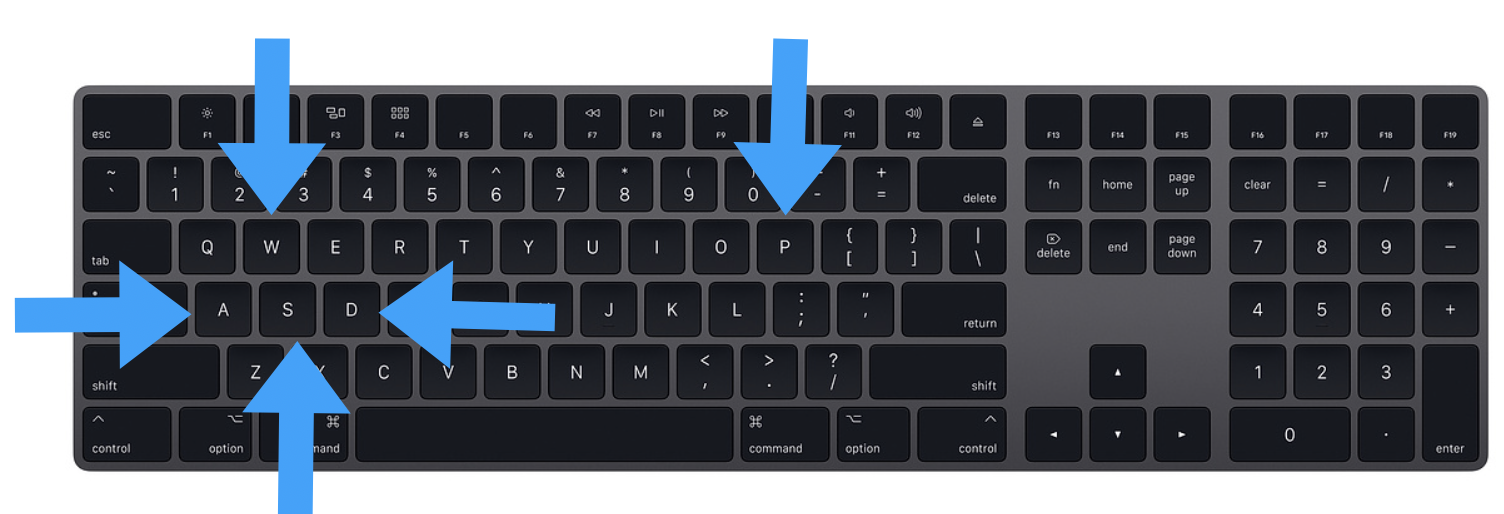 esc F1 F3 F4 F5 F6 F7 F8 F9 F11 F12 F13 F14 F15 F16 F17 F18 F19
~ ` ! 1 2 3 $ 4 % 5 ^ 6 & 7 * 8 ( 9 0 - + = delete fn home page up clear = / *
tab Q W E R T Y U I O P { [ } ] | \ delete end page down 7 8 9 −
A S D J K L : ; " ' return 4 5 6 +
shift Z C V B N M < , > . ? / shift 1 2 3
control option ⌘ ⌘ command option control 0 . enter